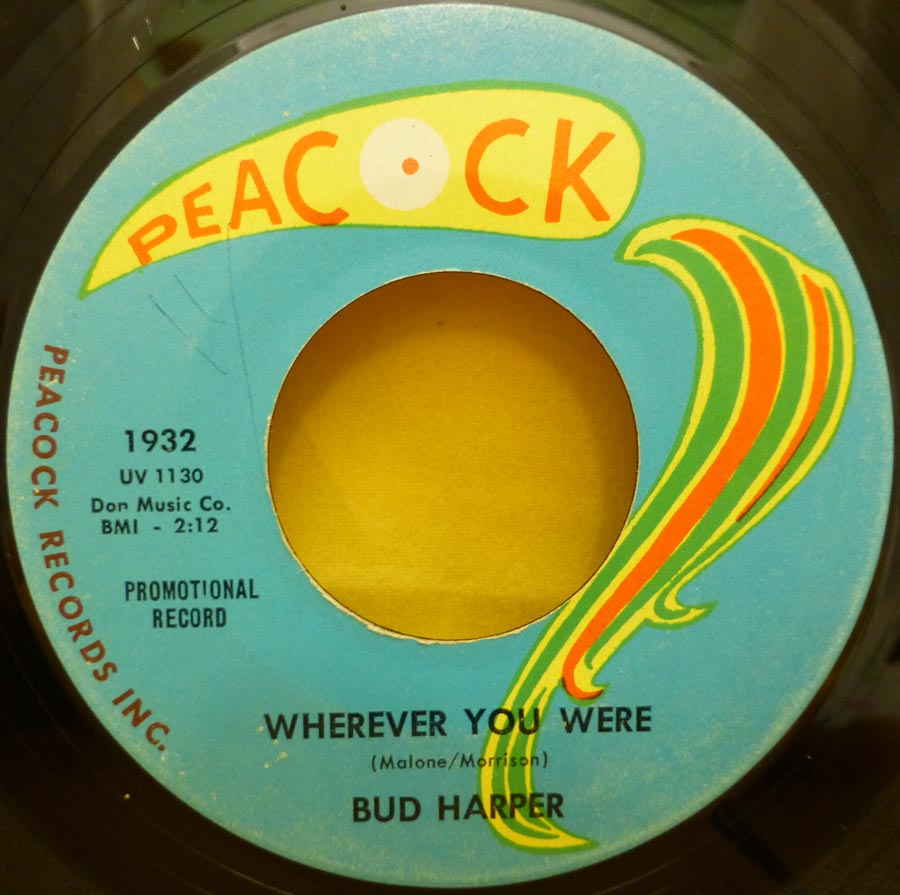 PEACOCK
PEACOCK RECORDS INC.
1932
UV 1130
Don Music Co.
BMI - 2:12
PROMOTIONAL
RECORD
WHEREVER YOU WERE
(Malone/Morrison)
BUD HARPER